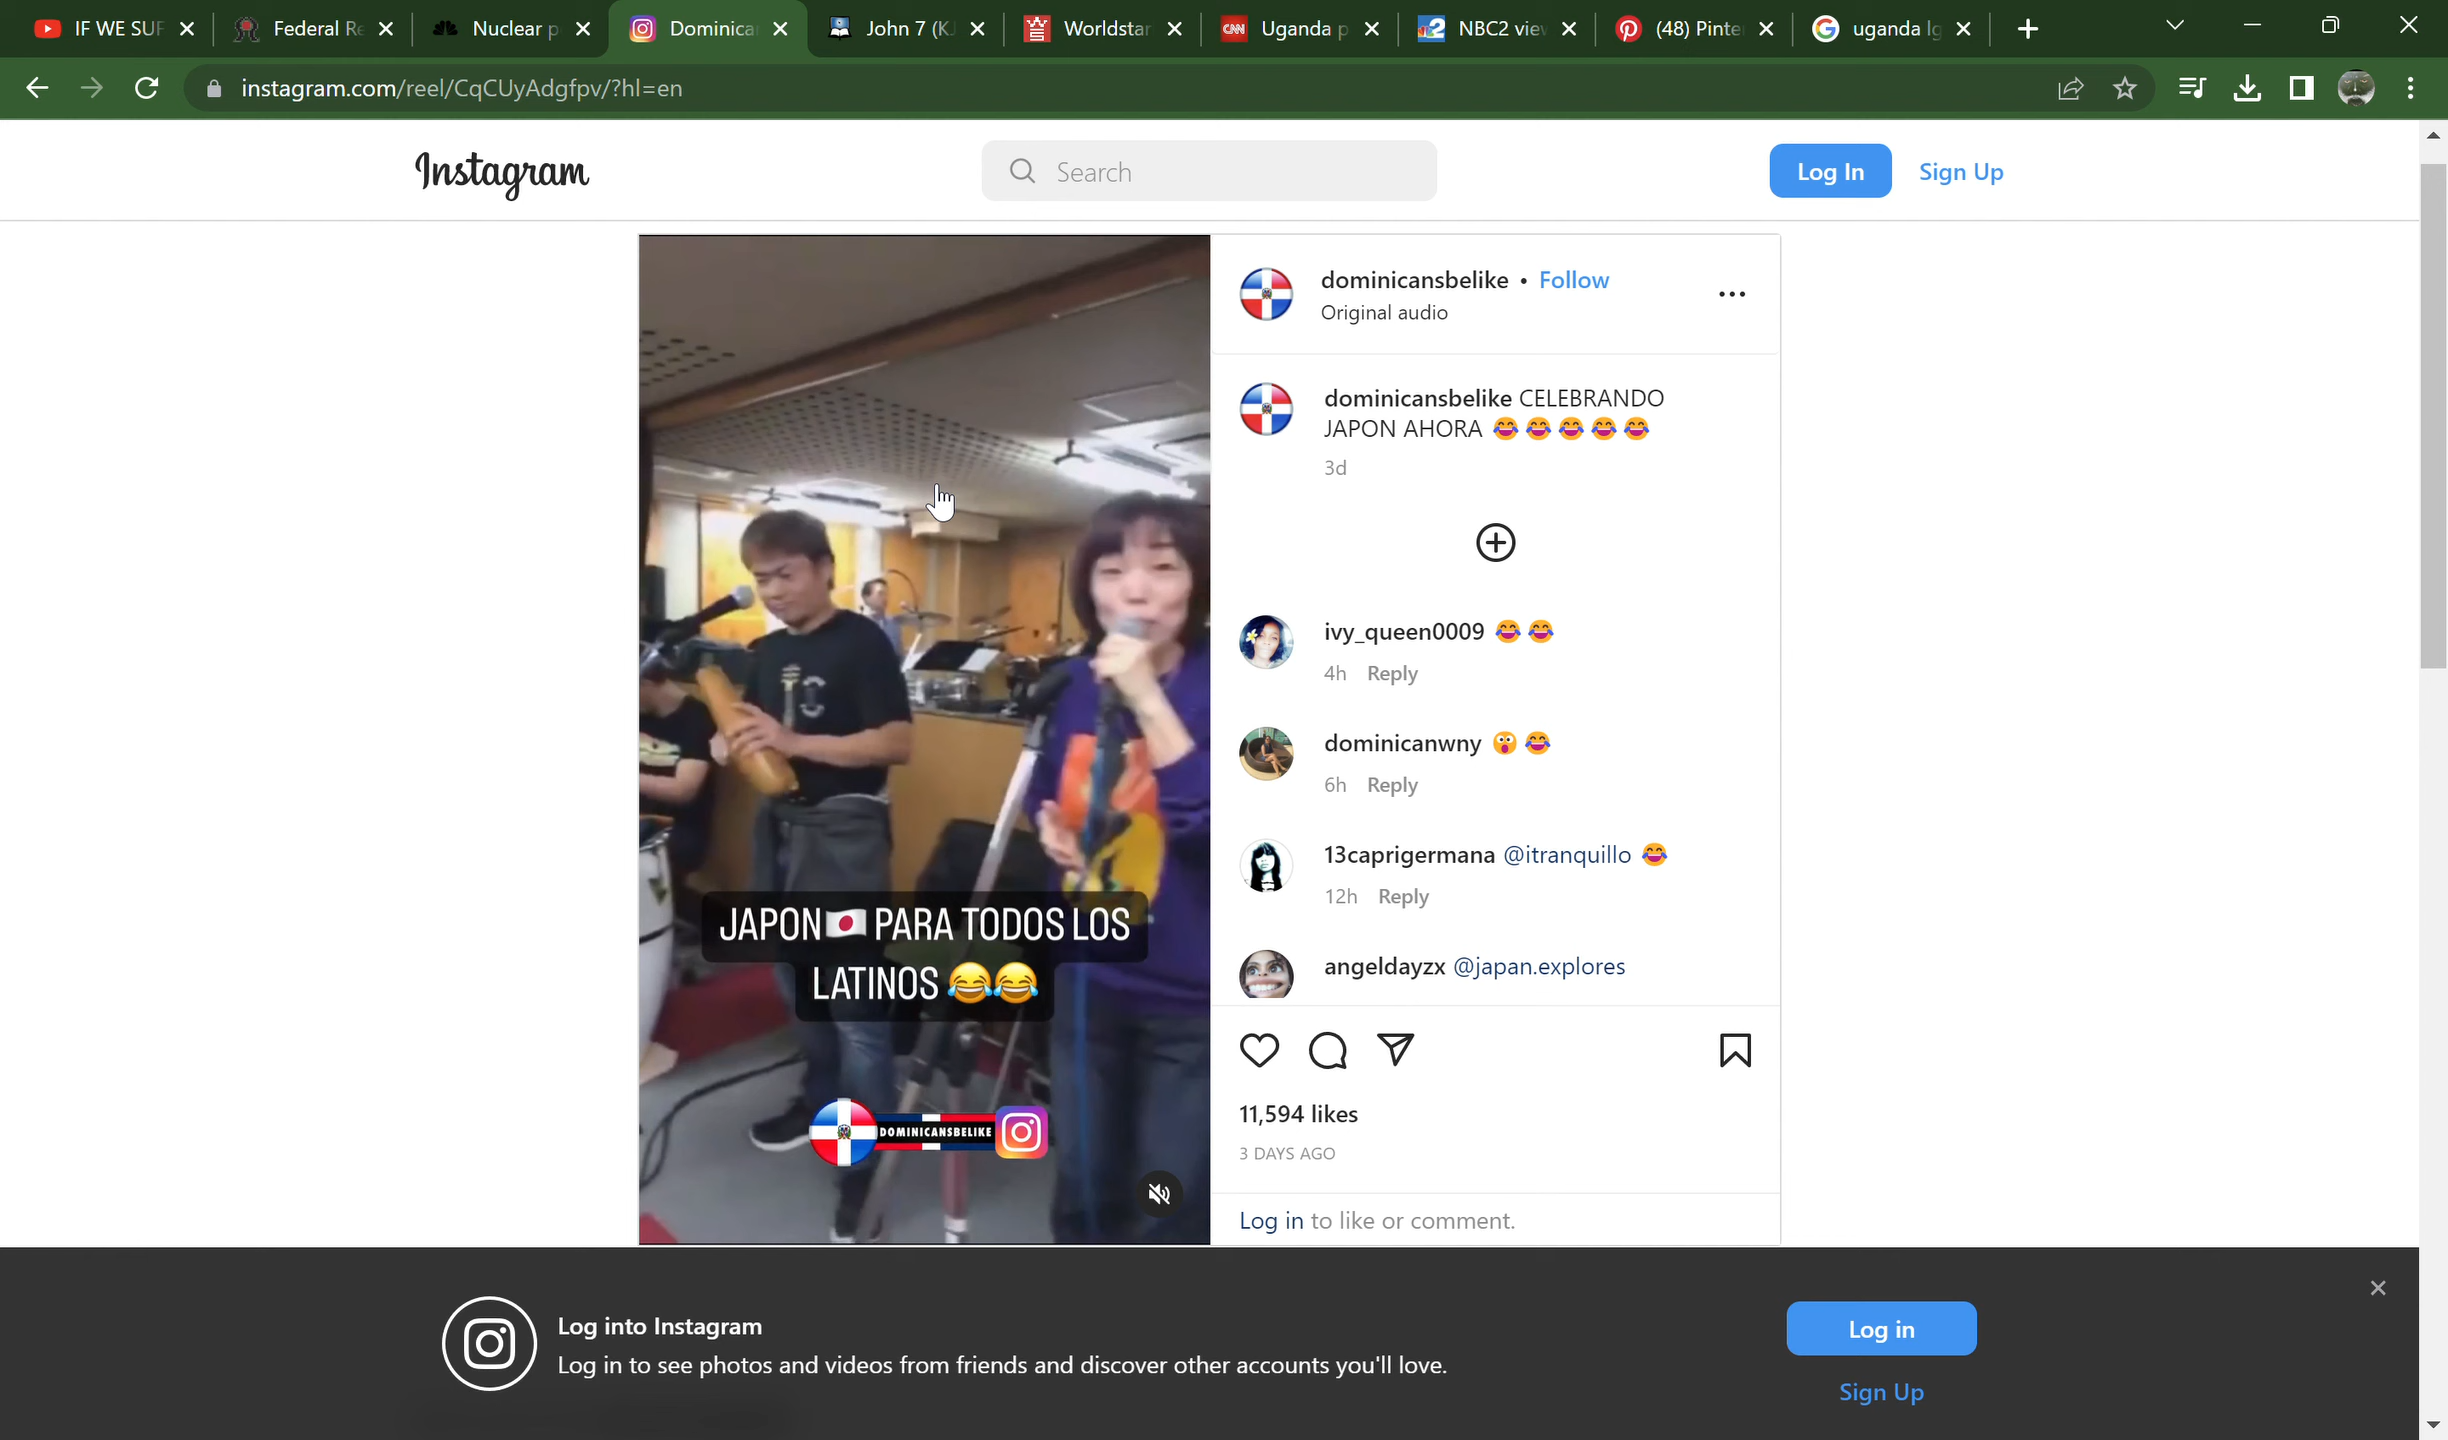 IF WE SUF
Federal Re
Nuclear p
Dominica
John 7 (KJ
Worldstar
CNN Uganda p
2 NBC2 view
(48) Pinte
uganda lg
instagram.com/reel/CqCUyAdgfpv/?hl=en
Instagram
Search
Log In
Sign Up
dominicansbelike • Follow
Original audio
dominicansbelike CELEBRANDO
JAPON AHORA 😂😂😂😂😂
3d
ivy_queen0009 😂😂
4h Reply
dominicanwny 😲😂
6h Reply
13caprigermana @itranquillo 😂
12h Reply
angeldayzx @japan.explores
JAPON🇯🇵PARA TODOS LOS
LATINOS 😂😂
DOMINICANSBELIKE
11,594 likes
3 DAYS AGO
Log in to like or comment.
Log into Instagram
Log in to see photos and videos from friends and discover other accounts you'll love.
Log in
Sign Up